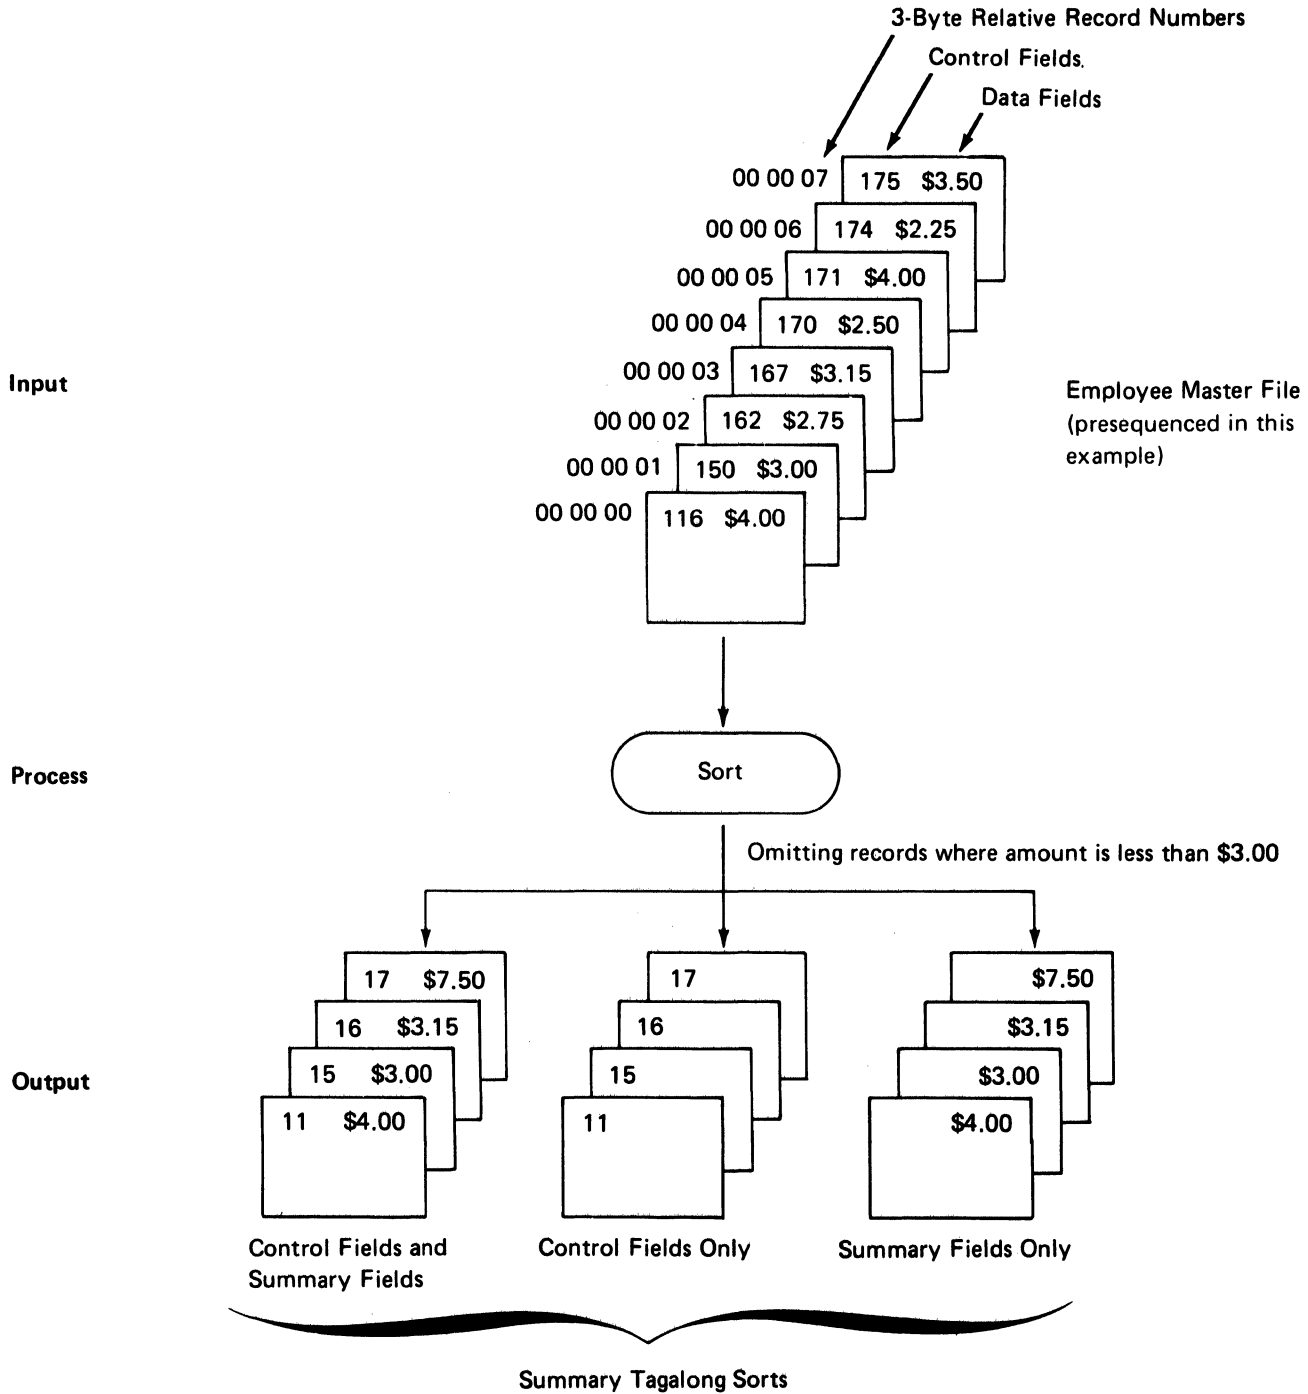 3-Byte Relative Record Numbers
Control Fields.
Data Fields
00 00 07 175 $3.50
00 00 06 174 $2.25
00 00 05 171 $4.00
00 00 04 170 $2.50
00 00 03 167 $3.15
00 00 02 162 $2.75
00 00 01 150 $3.00
00 00 00 116 $4.00
Input
Employee Master File
(presequenced in this
example)
Process
Sort
Omitting records where amount is less than $3.00
Output
17 $7.50
16 $3.15
15 $3.00
11 $4.00
Control Fields and
Summary Fields
17
16
15
11
Control Fields Only
$7.50
$3.15
$3.00
$4.00
Summary Fields Only
Summary Tagalong Sorts